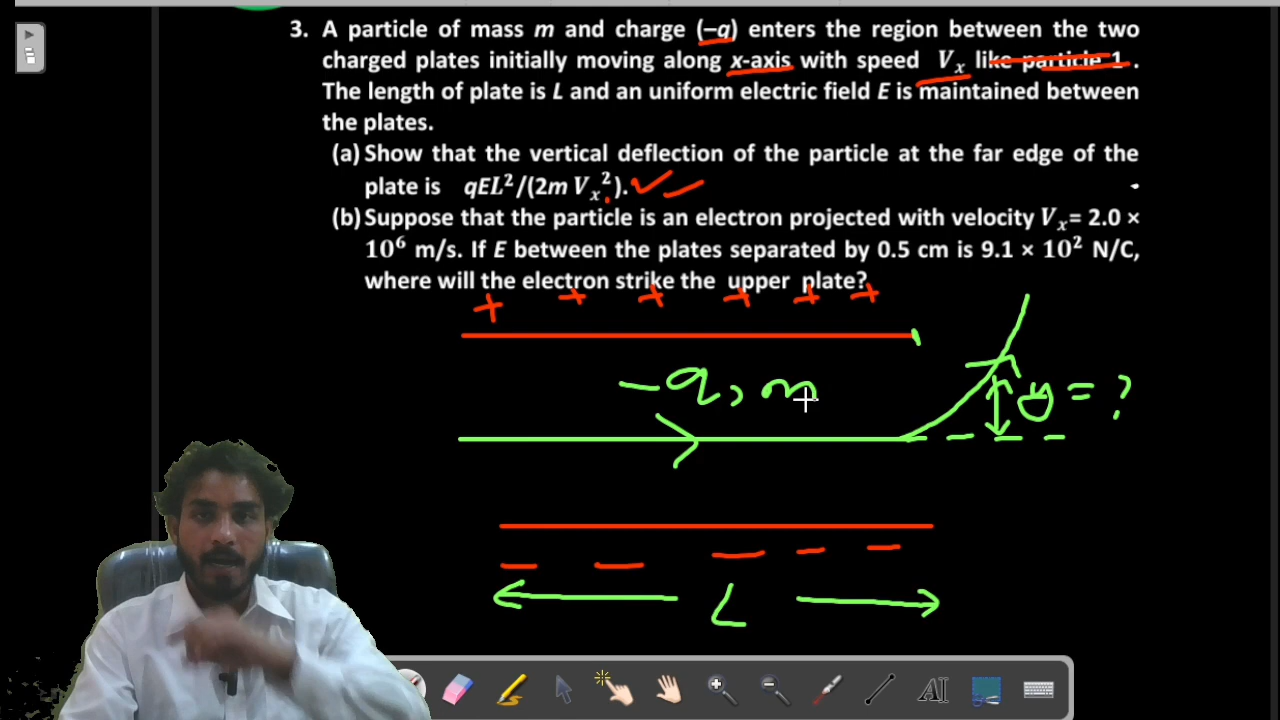 3. A particle of mass m and charge (–q) enters the region between the two
charged plates initially moving along x-axis with speed Vₓ like particle 1 .
The length of plate is L and an uniform electric field E is maintained between
the plates.
(a) Show that the vertical deflection of the particle at the far edge of the
plate is qEL²/(2m Vₓ²).
(b) Suppose that the particle is an electron projected with velocity Vₓ= 2.0 ×
10⁶ m/s. If E between the plates separated by 0.5 cm is 9.1 × 10² N/C,
where will the electron strike the upper plate?
+ + + + + +
-q, m
y = ?
– – – – –
L
AI